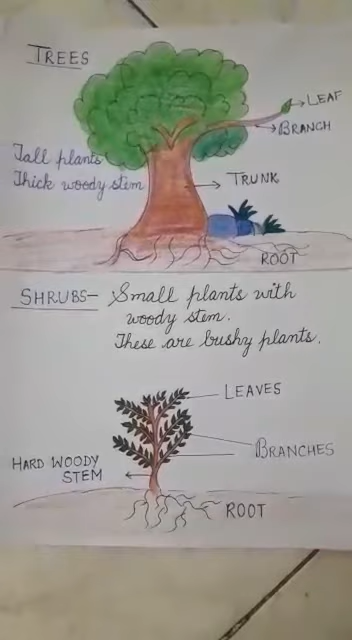 TREES
LEAF
BRANCH
Tall plants
Thick woody stem
TRUNK
ROOT
SHRUBS- Small plants with
woody stem.
These are bushy plants.
LEAVES
BRANCHES
HARD WOODY
STEM
ROOT